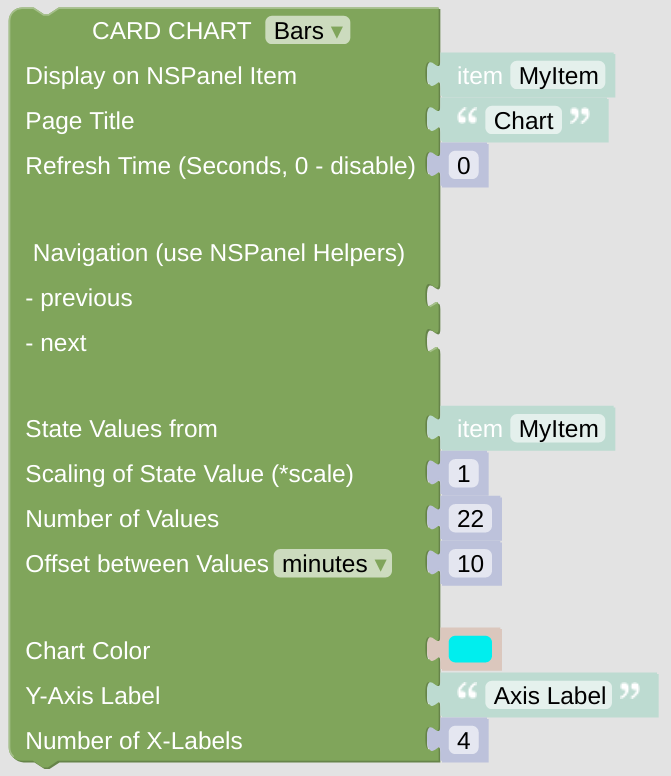 CARD CHART Bars ▾
Display on NSPanel Item item MyItem
Page Title “ Chart ”
Refresh Time (Seconds, 0 - disable) 0
Navigation (use NSPanel Helpers)
- previous
- next
State Values from item MyItem
Scaling of State Value (*scale) 1
Number of Values 22
Offset between Values minutes ▾ 10
Chart Color
Y-Axis Label “ Axis Label ”
Number of X-Labels 4